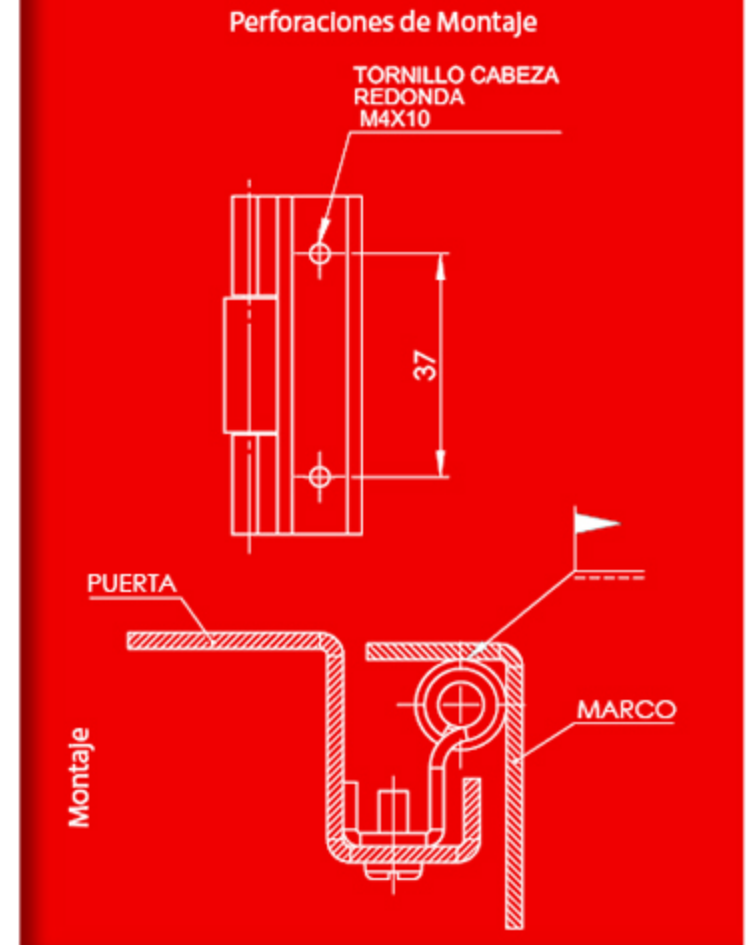 Perforaciones de Montaje
TORNILLO CABEZA
REDONDA
M4X10
37
PUERTA
MARCO
Montaje